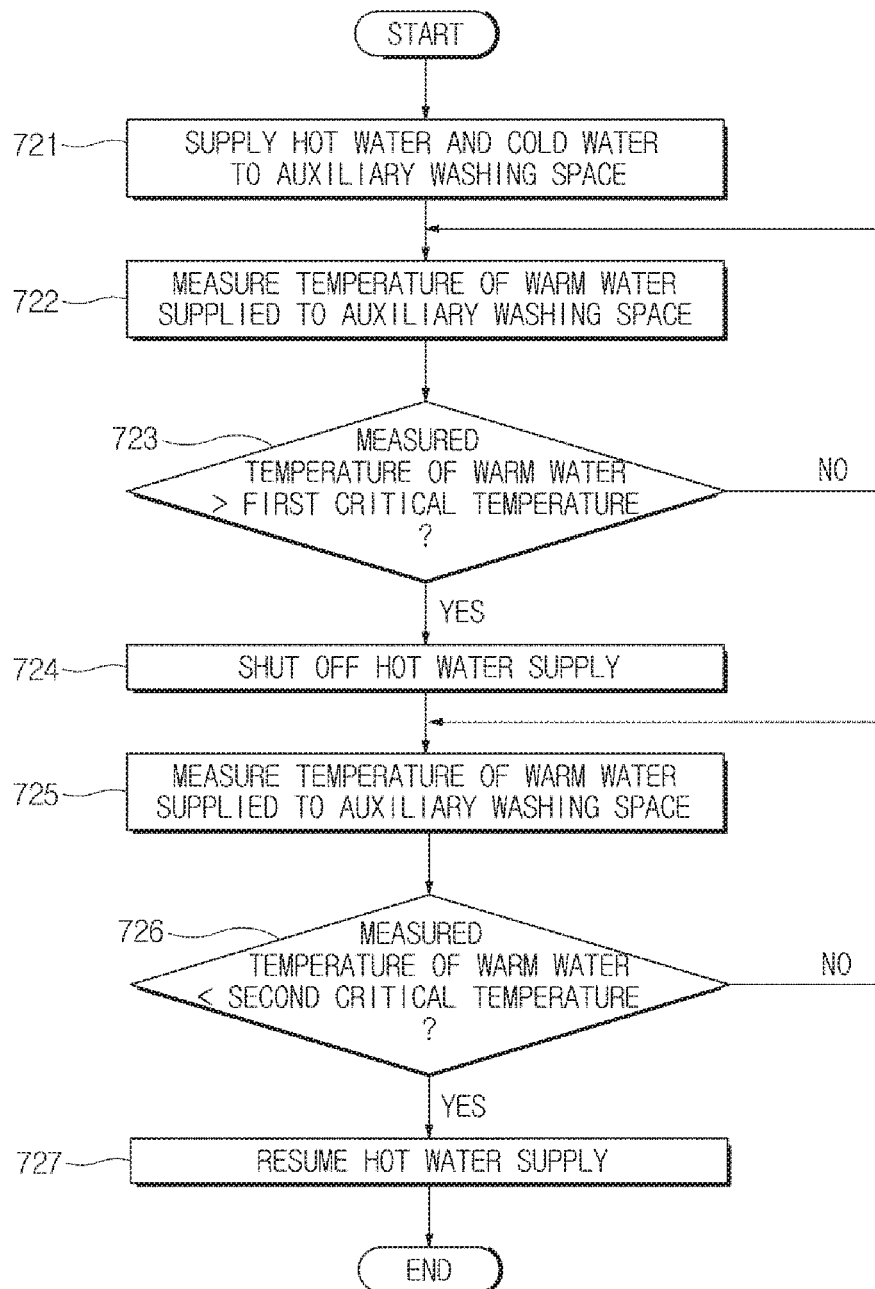 START
721
SUPPLY HOT WATER AND COLD WATER
TO AUXILIARY WASHING SPACE
722
MEASURE TEMPERATURE OF WARM WATER
SUPPLIED TO AUXILIARY WASHING SPACE
723
MEASURED
TEMPERATURE OF WARM WATER
> FIRST CRITICAL TEMPERATURE
?
NO
YES
724
SHUT OFF HOT WATER SUPPLY
725
MEASURE TEMPERATURE OF WARM WATER
SUPPLIED TO AUXILIARY WASHING SPACE
726
MEASURED
TEMPERATURE OF WARM WATER
< SECOND CRITICAL TEMPERATURE
?
NO
YES
727
RESUME HOT WATER SUPPLY
END